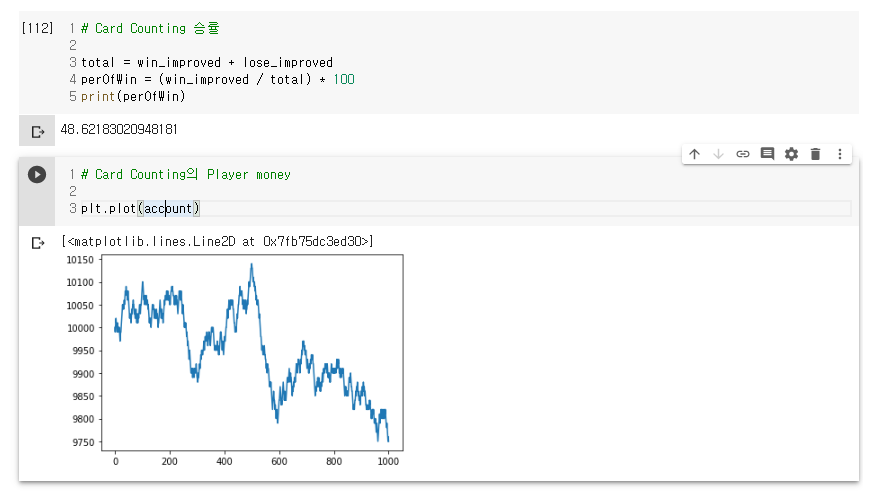 [112]
1 # Card Counting 승률
2
3 total = win_improved + lose_improved
4 perOfWin = (win_improved / total) * 100
5 print(perOfWin)
48.62183020948181
1 # Card Counting의 Player money
2
3 plt.plot(account)
[<matplotlib.lines.Line2D at 0x7fb75dc3ed30>]
10150
10100
10050
10000
9950
9900
9850
9800
9750
0 200 400 600 800 1000